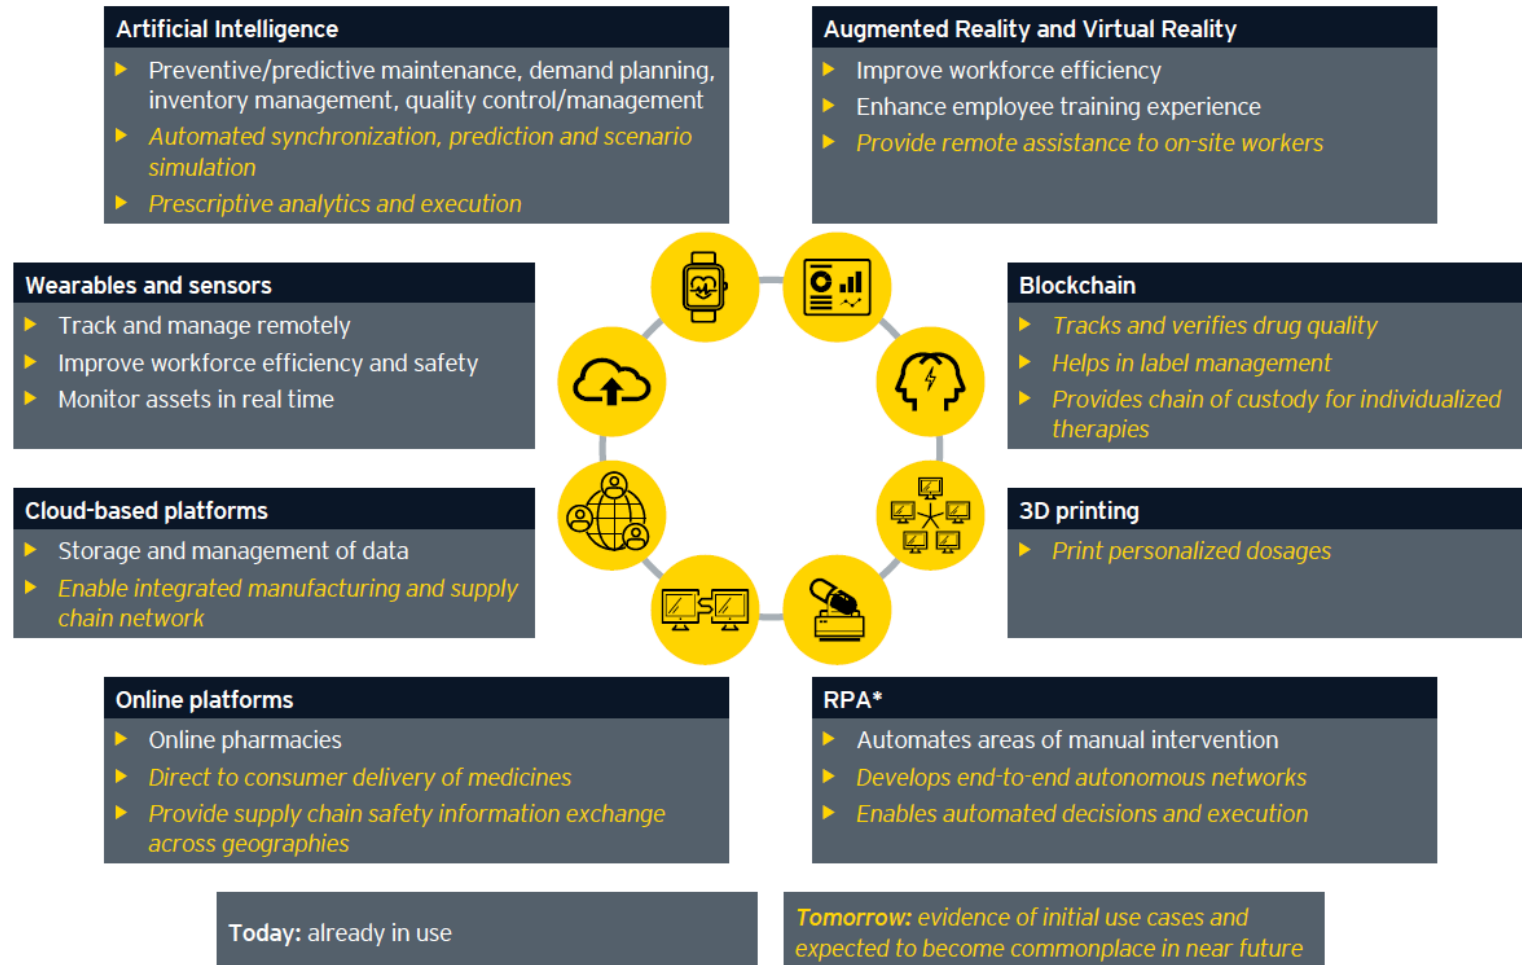 Artificial Intelligence
Preventive/predictive maintenance, demand planning,
inventory management, quality control/management
Automated synchronization, prediction and scenario
simulation
Prescriptive analytics and execution
Augmented Reality and Virtual Reality
Improve workforce efficiency
Enhance employee training experience
Provide remote assistance to on-site workers
Wearables and sensors
Track and manage remotely
Improve workforce efficiency and safety
Monitor assets in real time
Blockchain
Tracks and verifies drug quality
Helps in label management
Provides chain of custody for individualized
therapies
Cloud-based platforms
Storage and management of data
Enable integrated manufacturing and supply
chain network
3D printing
Print personalized dosages
Online platforms
Online pharmacies
Direct to consumer delivery of medicines
Provide supply chain safety information exchange
across geographies
RPA*
Automates areas of manual intervention
Develops end-to-end autonomous networks
Enables automated decisions and execution
Today: already in use
Tomorrow: evidence of initial use cases and
expected to become commonplace in near future